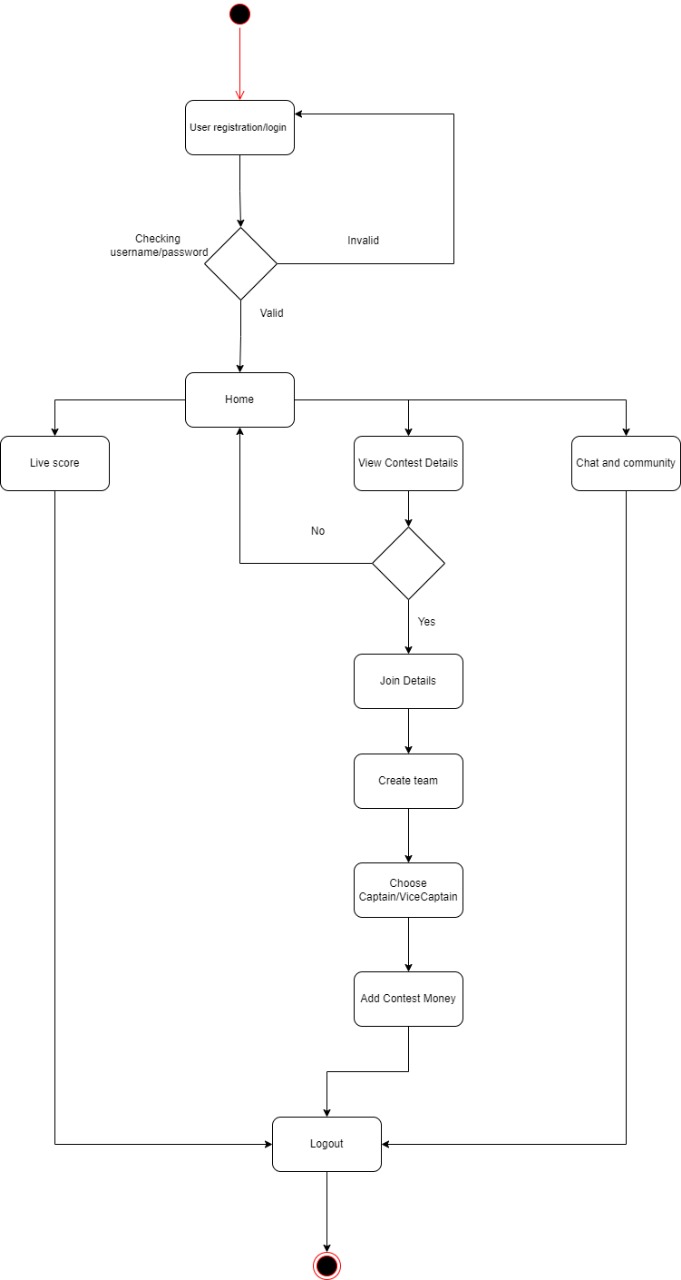 User registration/login
Checking
username/password
Invalid
Valid
Home
Live score
View Contest Details
Chat and community
No
Yes
Join Details
Create team
Choose
Captain/ViceCaptain
Add Contest Money
Logout